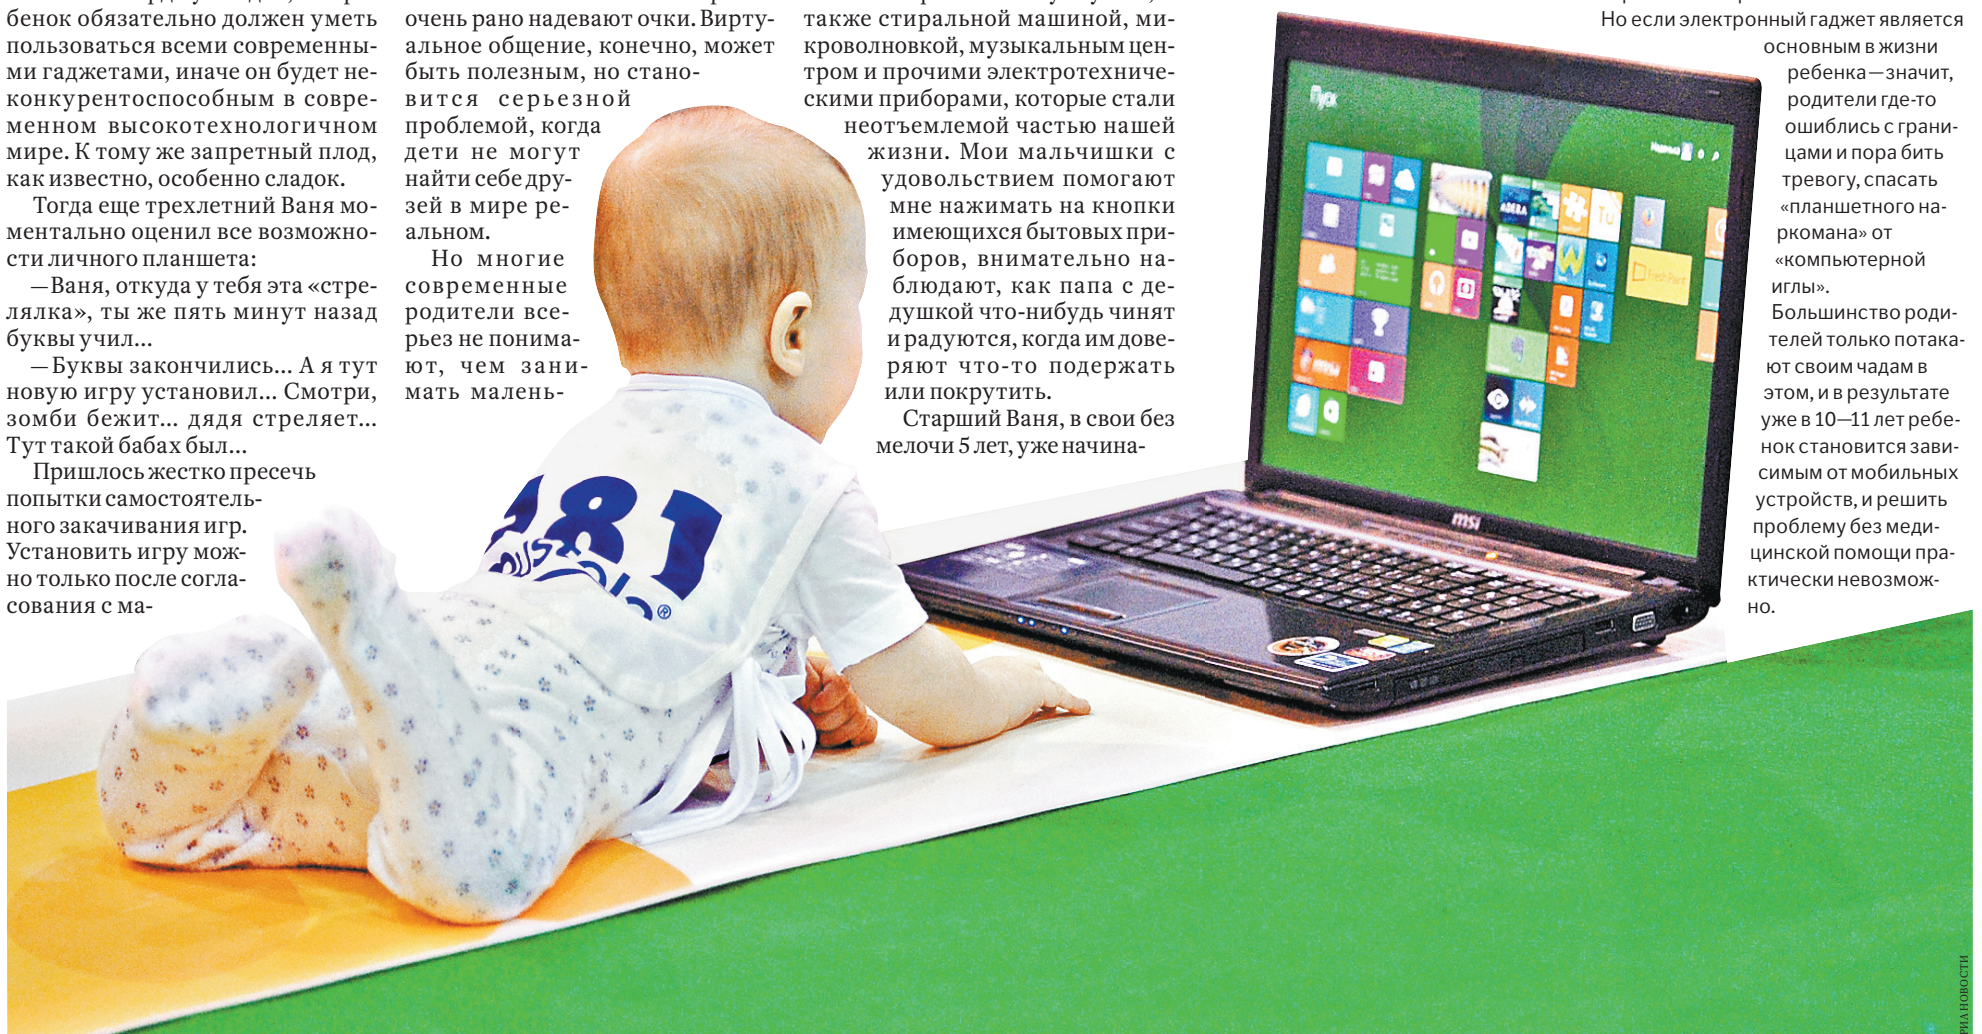 бенок обязательно должен уметь
пользоваться всеми современны-
ми гаджетами, иначе он будет не-
конкурентоспособным в совре-
менном высокотехнологичном
мире. К тому же запретный плод,
как известно, особенно сладок.
Тогда еще трехлетний Ваня мо-
ментально оценил все возможно-
сти личного планшета:
—Ваня, откуда у тебя эта «стре-
лялка», ты же пять минут назад
буквы учил...
—Буквы закончились... А я тут
новую игру установил... Смотри,
зомби бежит... дядя стреляет...
Тут такой бабах был...
Пришлось жестко пресечь
попытки самостоятель-
ного закачивания игр.
Установить игру мож-
но только после согла-
сования с ма-
очень рано надевают очки. Вирту-
альное общение, конечно, может
быть полезным, но стано-
вится серьезной
проблемой, когда
дети не могут
найти себе дру-
зей в мире ре-
альном.
Но многие
современные
родители все-
рьез не понима-
ют, чем зани-
мать малень-
также стиральной машиной, ми-
кроволновкой, музыкальным цен-
тром и прочими электротехниче-
скими приборами, которые стали
неотъемлемой частью нашей
жизни. Мои мальчишки с
удовольствием помогают
мне нажимать на кнопки
имеющихся бытовых при-
боров, внимательно на-
блюдают, как папа с де-
душкой что-нибудь чинят
и радуются, когда им дове-
ряют что-то подержать
или покрутить.
Старший Ваня, в свои без
мелочи 5 лет, уже начина-
Но если электронный гаджет является
основным в жизни
ребенка—значит,
родители где-то
ошиблись с грани-
цами и пора бить
тревогу, спасать
«планшетного на-
ркомана» от
«компьютерной
иглы».
Большинство роди-
телей только потака-
ют своим чадам в
этом, и в результате
уже в 10—11 лет ребе-
нок становится зави-
симым от мобильных
устройств, и решить
проблему без меди-
цинской помощи пра-
ктически невозмож-
но.
Пуск
Fresh Paint
msi
81
®
РИА НОВОСТИ